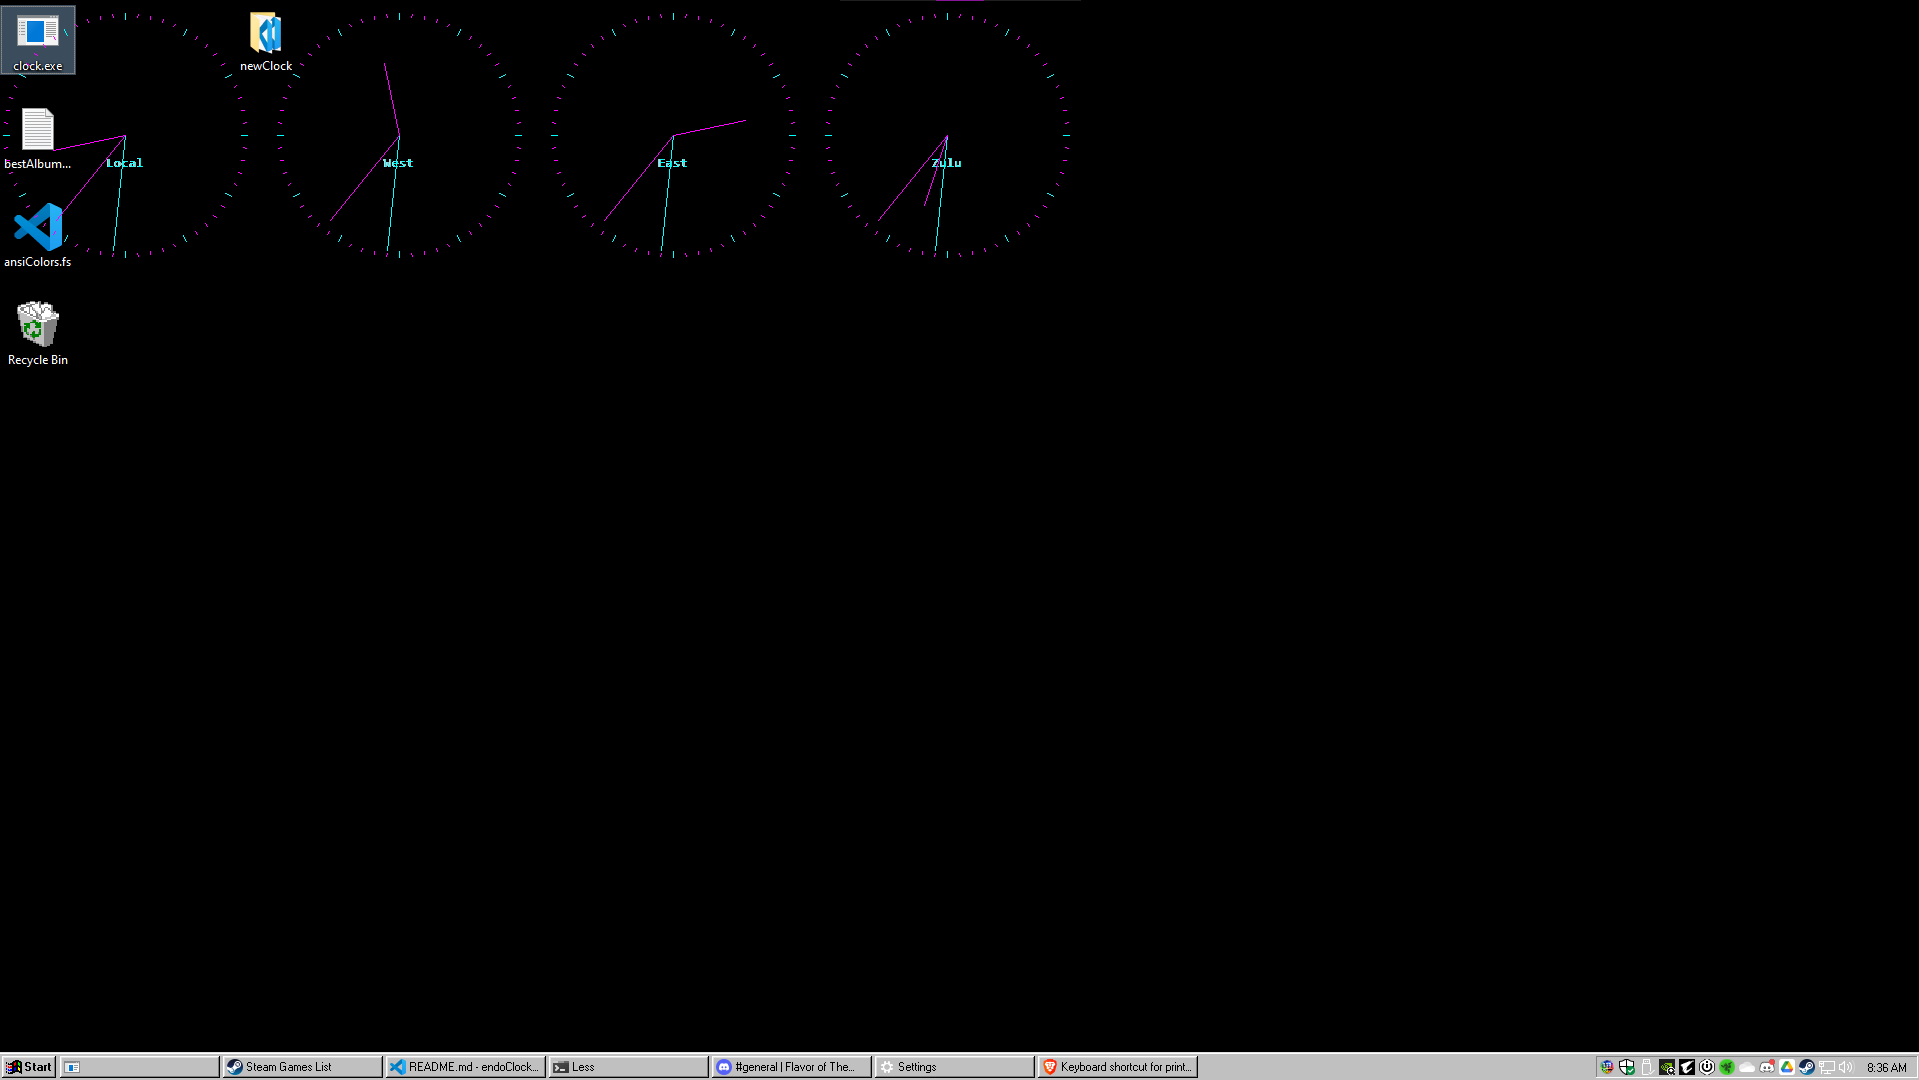 clock.exe
newClock
bestAlbum...
Local
West
East
Zulu
ansiColors.fs
Recycle Bin
Start
Steam Games List
README.md - endoClock...
Less
#general | Flavor of The...
Settings
Keyboard shortcut for print...
8:36 AM